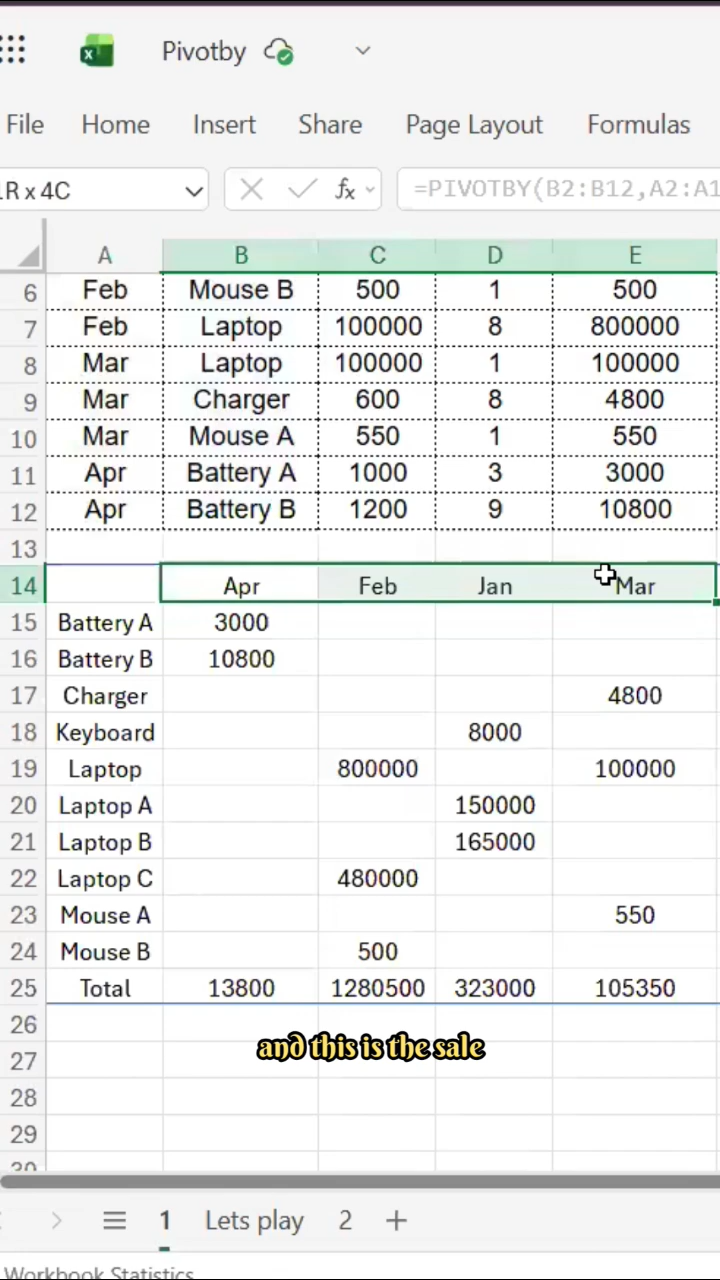 Pivotby
File Home Insert Share Page Layout Formulas
1R x 4C fx =PIVOTBY(B2:B12,A2:A1
A B C D E
6 Feb Mouse B 500 1 500
7 Feb Laptop 100000 8 800000
8 Mar Laptop 100000 1 100000
9 Mar Charger 600 8 4800
10 Mar Mouse A 550 1 550
11 Apr Battery A 1000 3 3000
12 Apr Battery B 1200 9 10800
13
14 Apr Feb Jan Mar
15 Battery A 3000
16 Battery B 10800
17 Charger 4800
18 Keyboard 8000
19 Laptop 800000 100000
20 Laptop A 150000
21 Laptop B 165000
22 Laptop C 480000
23 Mouse A 550
24 Mouse B 500
25 Total 13800 1280500 323000 105350
26
and this is the sale
27
28
29
30
1 Lets play 2
Workbook Statistics